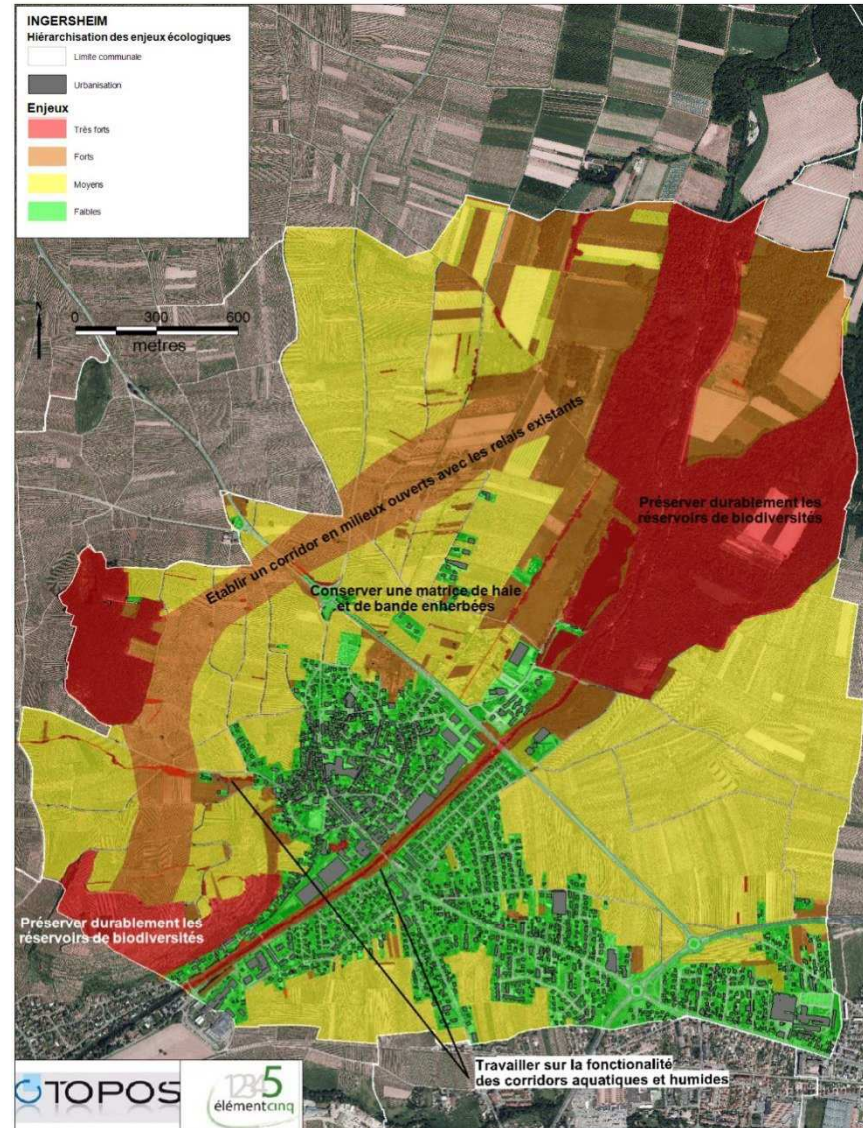 INGERSHEIM
Hiérarchisation des enjeux écologiques
Limite communale
Urbanisation
Enjeux
Très forts
Forts
Moyens
Faibles
0 300 600
metres
Etablir un corridor en milieux ouverts avec les relais existants
Préserver durablement les
réservoirs de biodiversités
Conserver une matrice de haie
et de bande enherbées
Préserver durablement les
réservoirs de biodiversités
Travailler sur la fonctionalité
des corridors aquatiques et humides
OTOPOS
12345
élémentcinq